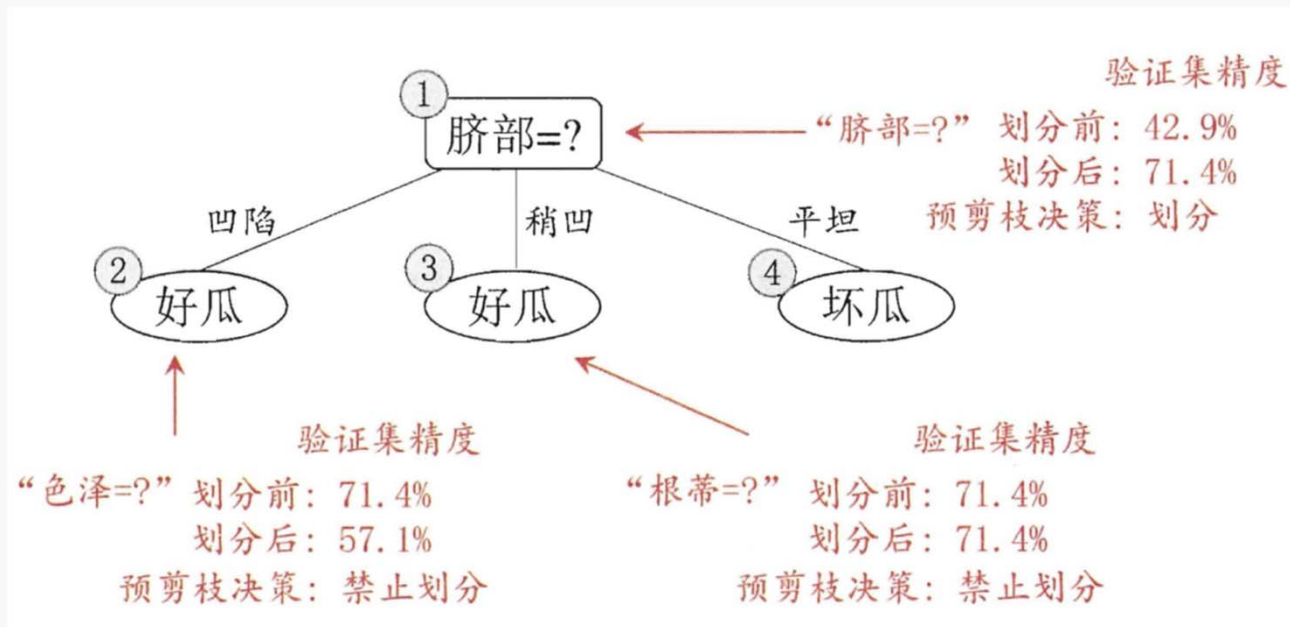 验证集精度
①
脐部=?
“脐部=?” 划分前: 42.9%
划分后: 71.4%
预剪枝决策: 划分
凹陷
稍凹
平坦
②
好瓜
③
好瓜
④
坏瓜
验证集精度
“色泽=?” 划分前: 71.4%
划分后: 57.1%
预剪枝决策: 禁止划分
验证集精度
“根蒂=?” 划分前: 71.4%
划分后: 71.4%
预剪枝决策: 禁止划分